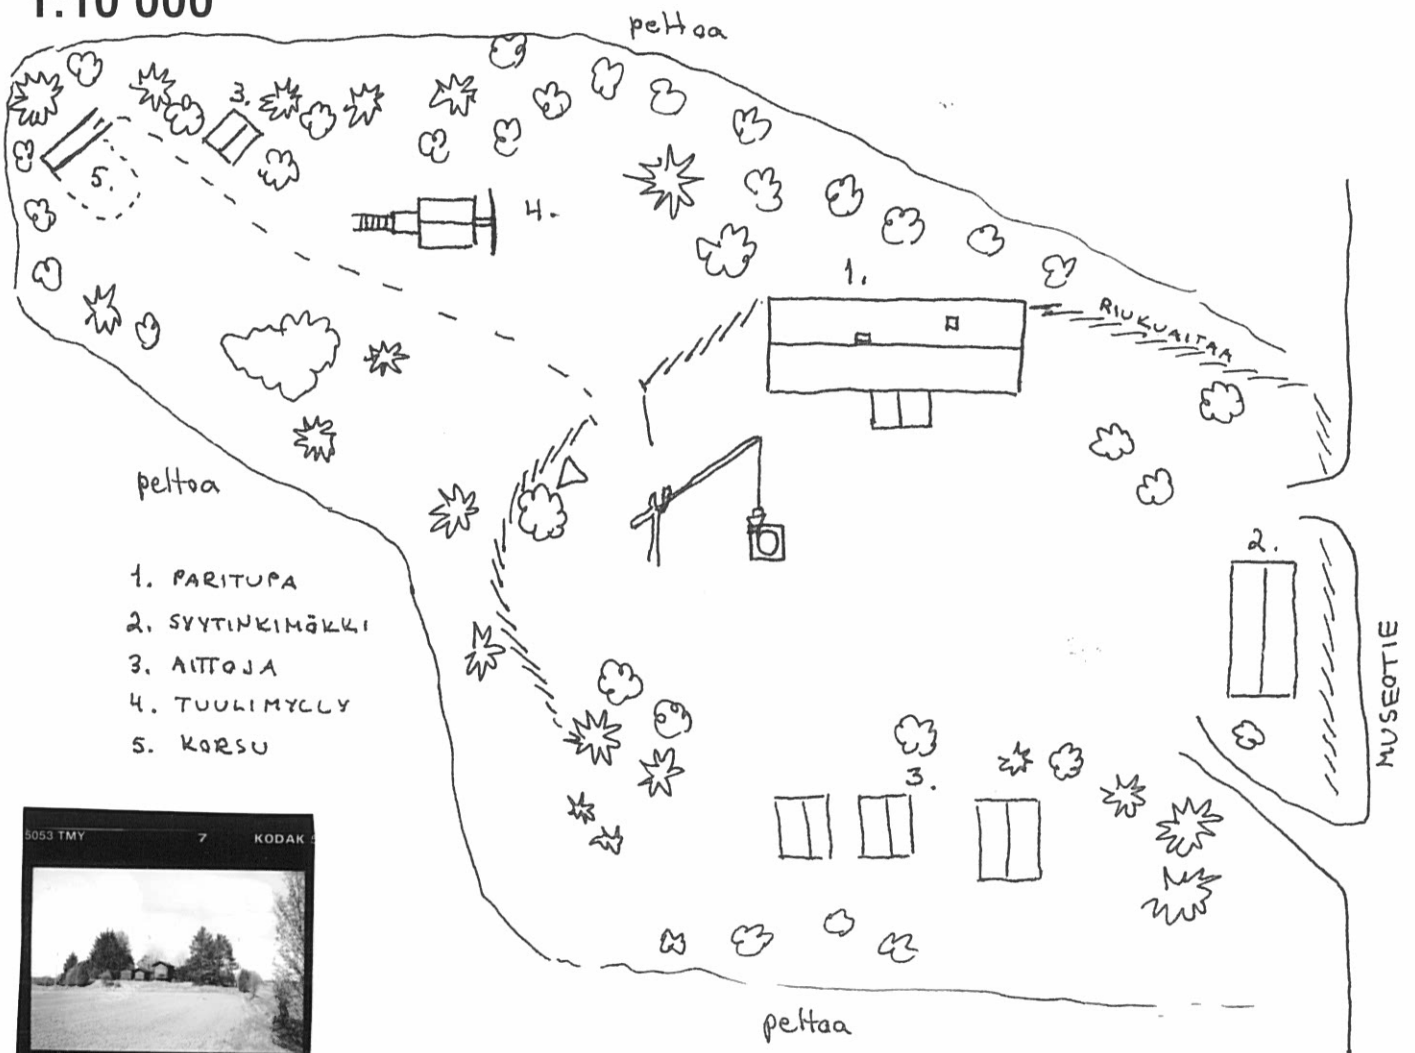 1:10 000
peltoa
3.
5.
4.
1.
RIUKUAITAA
peltoa
2.
1. PARITUPA
2. SYYTINKIMÖKKI
3. AITTOJA
4. TUULIMYLLY
5. KORSU
MUSEOTIE
3.
5053 TMY 7 KODAK
peltoa